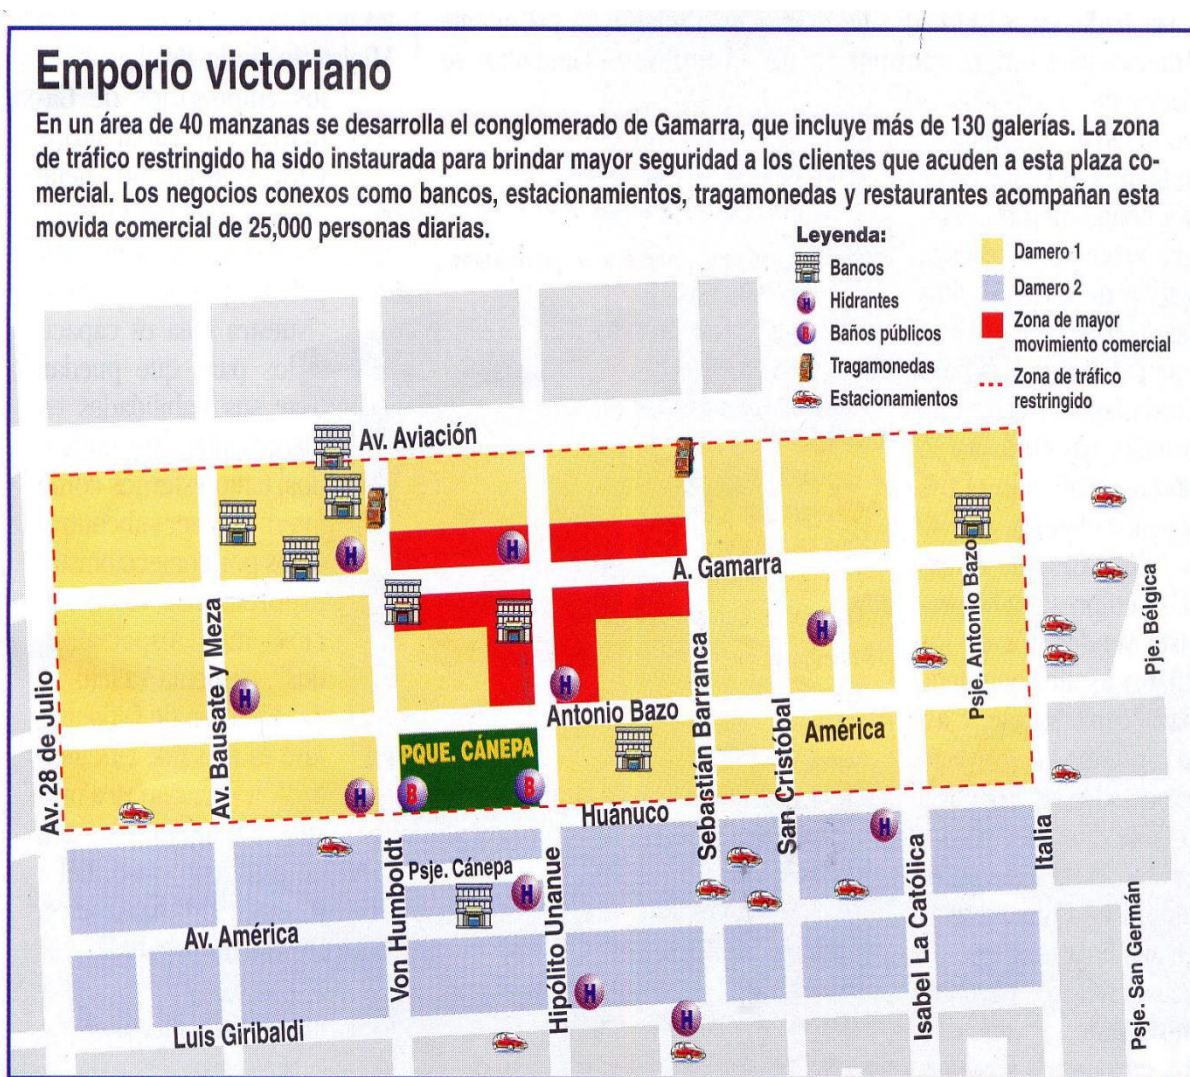 Emporio victoriano
En un área de 40 manzanas se desarrolla el conglomerado de Gamarra, que incluye más de 130 galerías. La zona
de tráfico restringido ha sido instaurada para brindar mayor seguridad a los clientes que acuden a esta plaza co-
mercial. Los negocios conexos como bancos, estacionamientos, tragamonedas y restaurantes acompañan esta
movida comercial de 25,000 personas diarias.
Leyenda:
Bancos
H Hidrantes
B Baños públicos
Tragamonedas
Estacionamientos
Damero 1
Damero 2
Zona de mayor
movimiento comercial
Zona de tráfico
restringido
Av. Aviación
H
H
A. Gamarra
Av. 28 de Julio
Av. Bausate y Meza
H
H
H
Sebastián Barranca
Psje. Antonio Bazo
Pje. Bélgica
Antonio Bazo
San Cristóbal
América
PQUE. CÁNEPA
H
B
B
Huánuco
H
Italia
Von Humboldt
Psje. Cánepa
H
Hipólito Unanue
Isabel La Católica
Psje. San Germán
Av. América
H
H
Luis Giribaldi